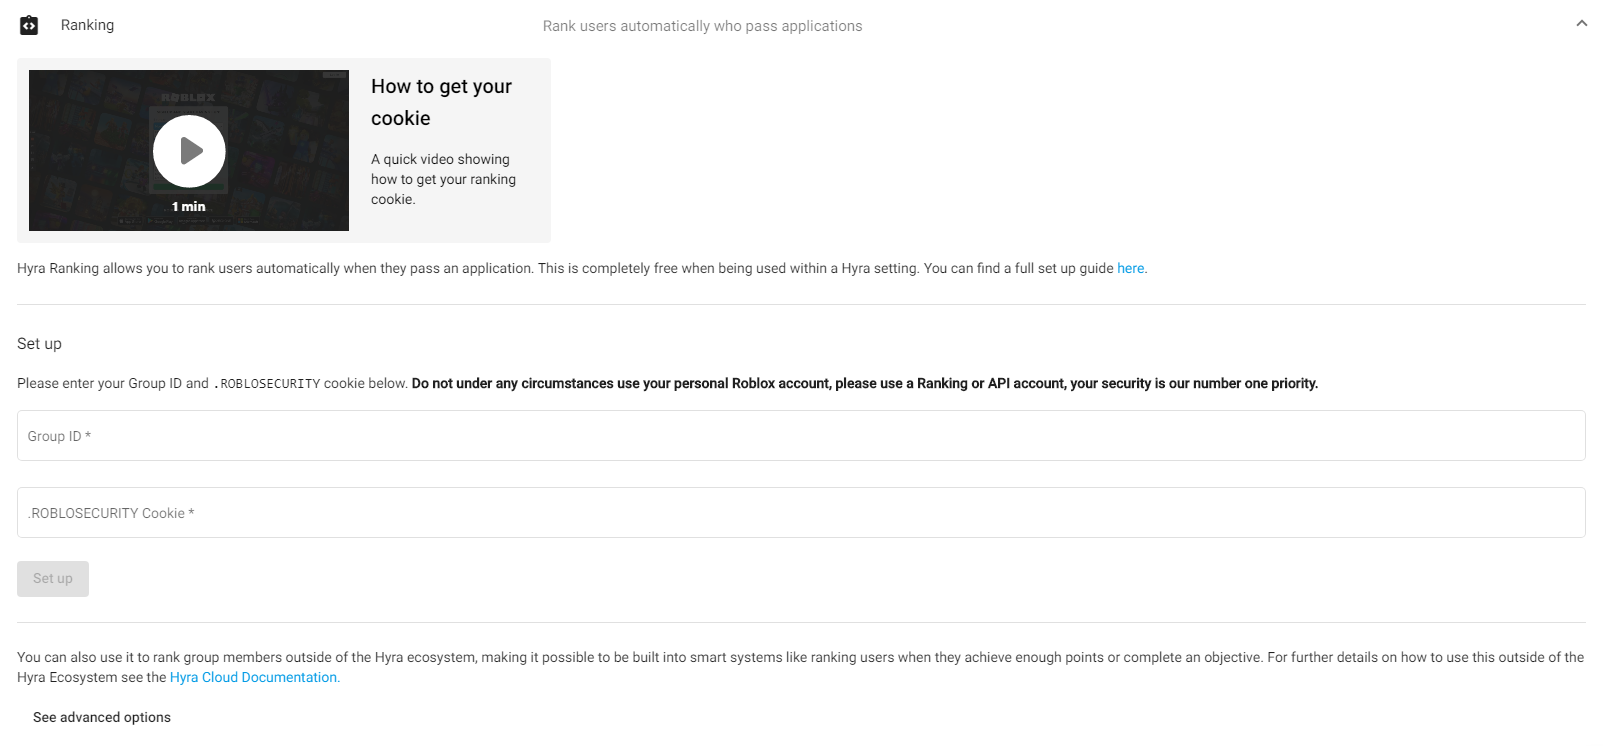 Ranking
Rank users automatically who pass applications
ROBLOX
1 min
How to get your
cookie
A quick video showing
how to get your ranking
cookie.
Hyra Ranking allows you to rank users automatically when they pass an application. This is completely free when being used within a Hyra setting. You can find a full set up guide here.
Set up
Please enter your Group ID and .ROBLOSECURITY cookie below. Do not under any circumstances use your personal Roblox account, please use a Ranking or API account, your security is our number one priority.
Group ID *
.ROBLOSECURITY Cookie *
Set up
You can also use it to rank group members outside of the Hyra ecosystem, making it possible to be built into smart systems like ranking users when they achieve enough points or complete an objective. For further details on how to use this outside of the
Hyra Ecosystem see the Hyra Cloud Documentation.
See advanced options